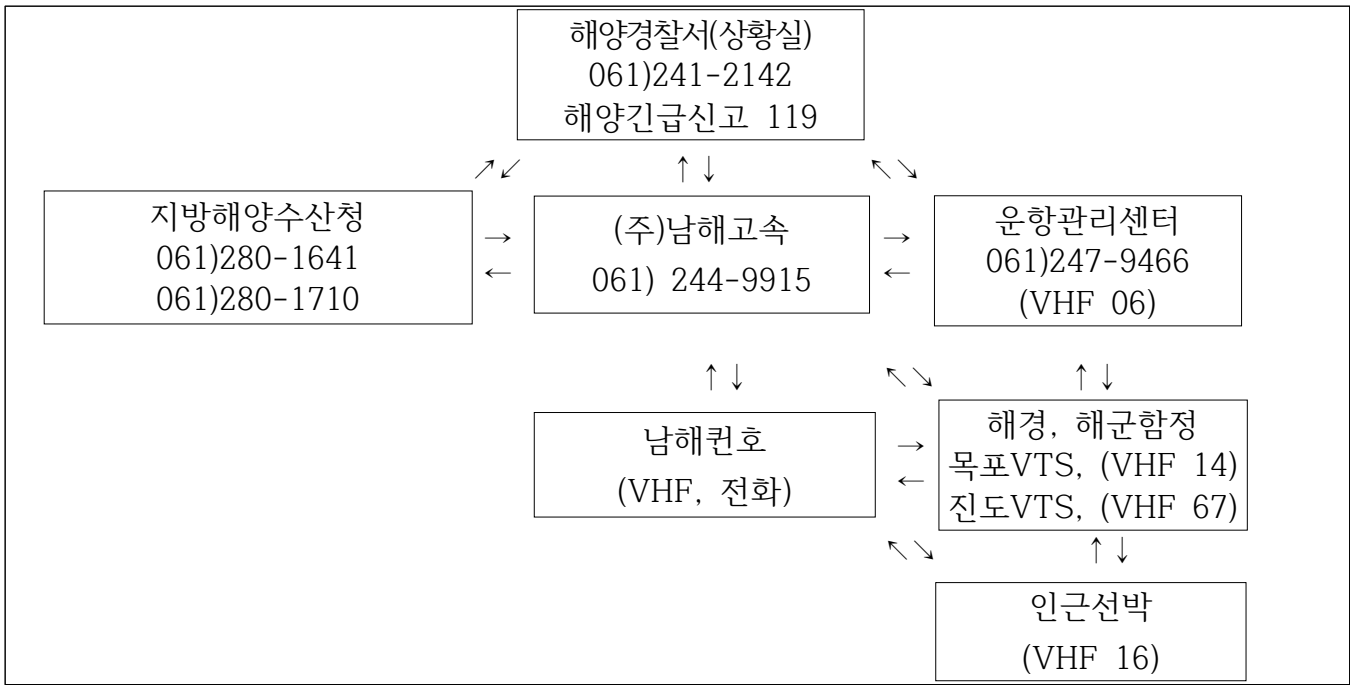 해양경찰서(상황실)
061)241-2142
해양긴급신고 119
↗↙ ↑↓ ↖↘
지방해양수산청
061)280-1641
061)280-1710
→
←
(주)남해고속
061) 244-9915
→
←
운항관리센터
061)247-9466
(VHF 06)
↑↓ ↖↘ ↑↓
남해퀸호
(VHF, 전화)
→
←
해경, 해군함정
목포VTS, (VHF 14)
진도VTS, (VHF 67)
↖↘ ↑↓
인근선박
(VHF 16)